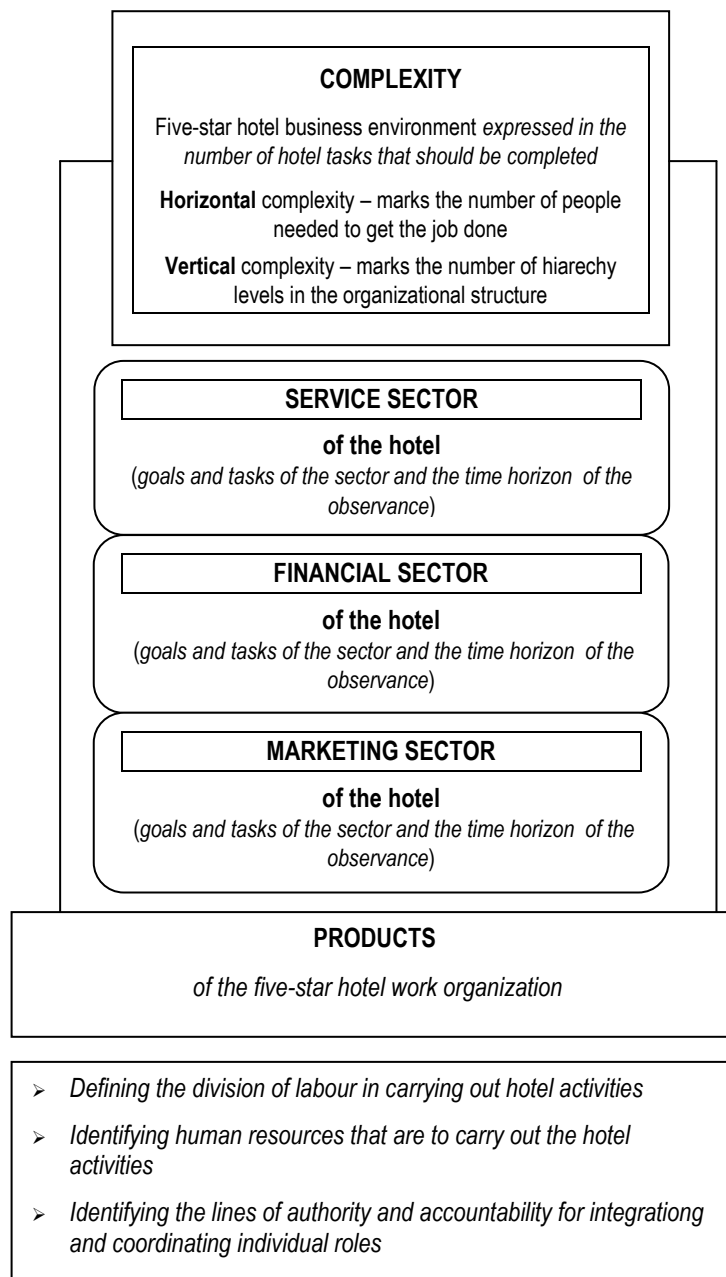 COMPLEXITY
Five-star hotel business environment expressed in the
number of hotel tasks that should be completed
Horizontal complexity – marks the number of people
needed to get the job done
Vertical complexity – marks the number of hiarechy
levels in the organizational structure
SERVICE SECTOR
of the hotel
(goals and tasks of the sector and the time horizon of the
observance)
FINANCIAL SECTOR
of the hotel
(goals and tasks of the sector and the time horizon of the
observance)
MARKETING SECTOR
of the hotel
(goals and tasks of the sector and the time horizon of the
observance)
PRODUCTS
of the five-star hotel work organization
➢ Defining the division of labour in carrying out hotel activities
➢ Identifying human resources that are to carry out the hotel
activities
➢ Identifying the lines of authority and accountability for integrationg
and coordinating individual roles